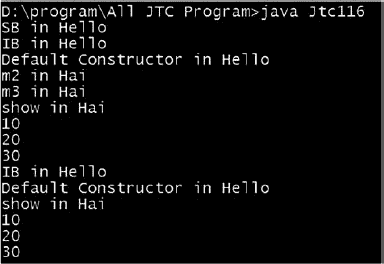 D:\program\All JTC Program>java Jtc116
SB in Hello
IB in Hello
Default Constructor in Hello
m2 in Hai
m3 in Hai
show in Hai
10
20
30
IB in Hello
Default Constructor in Hello
show in Hai
10
20
30